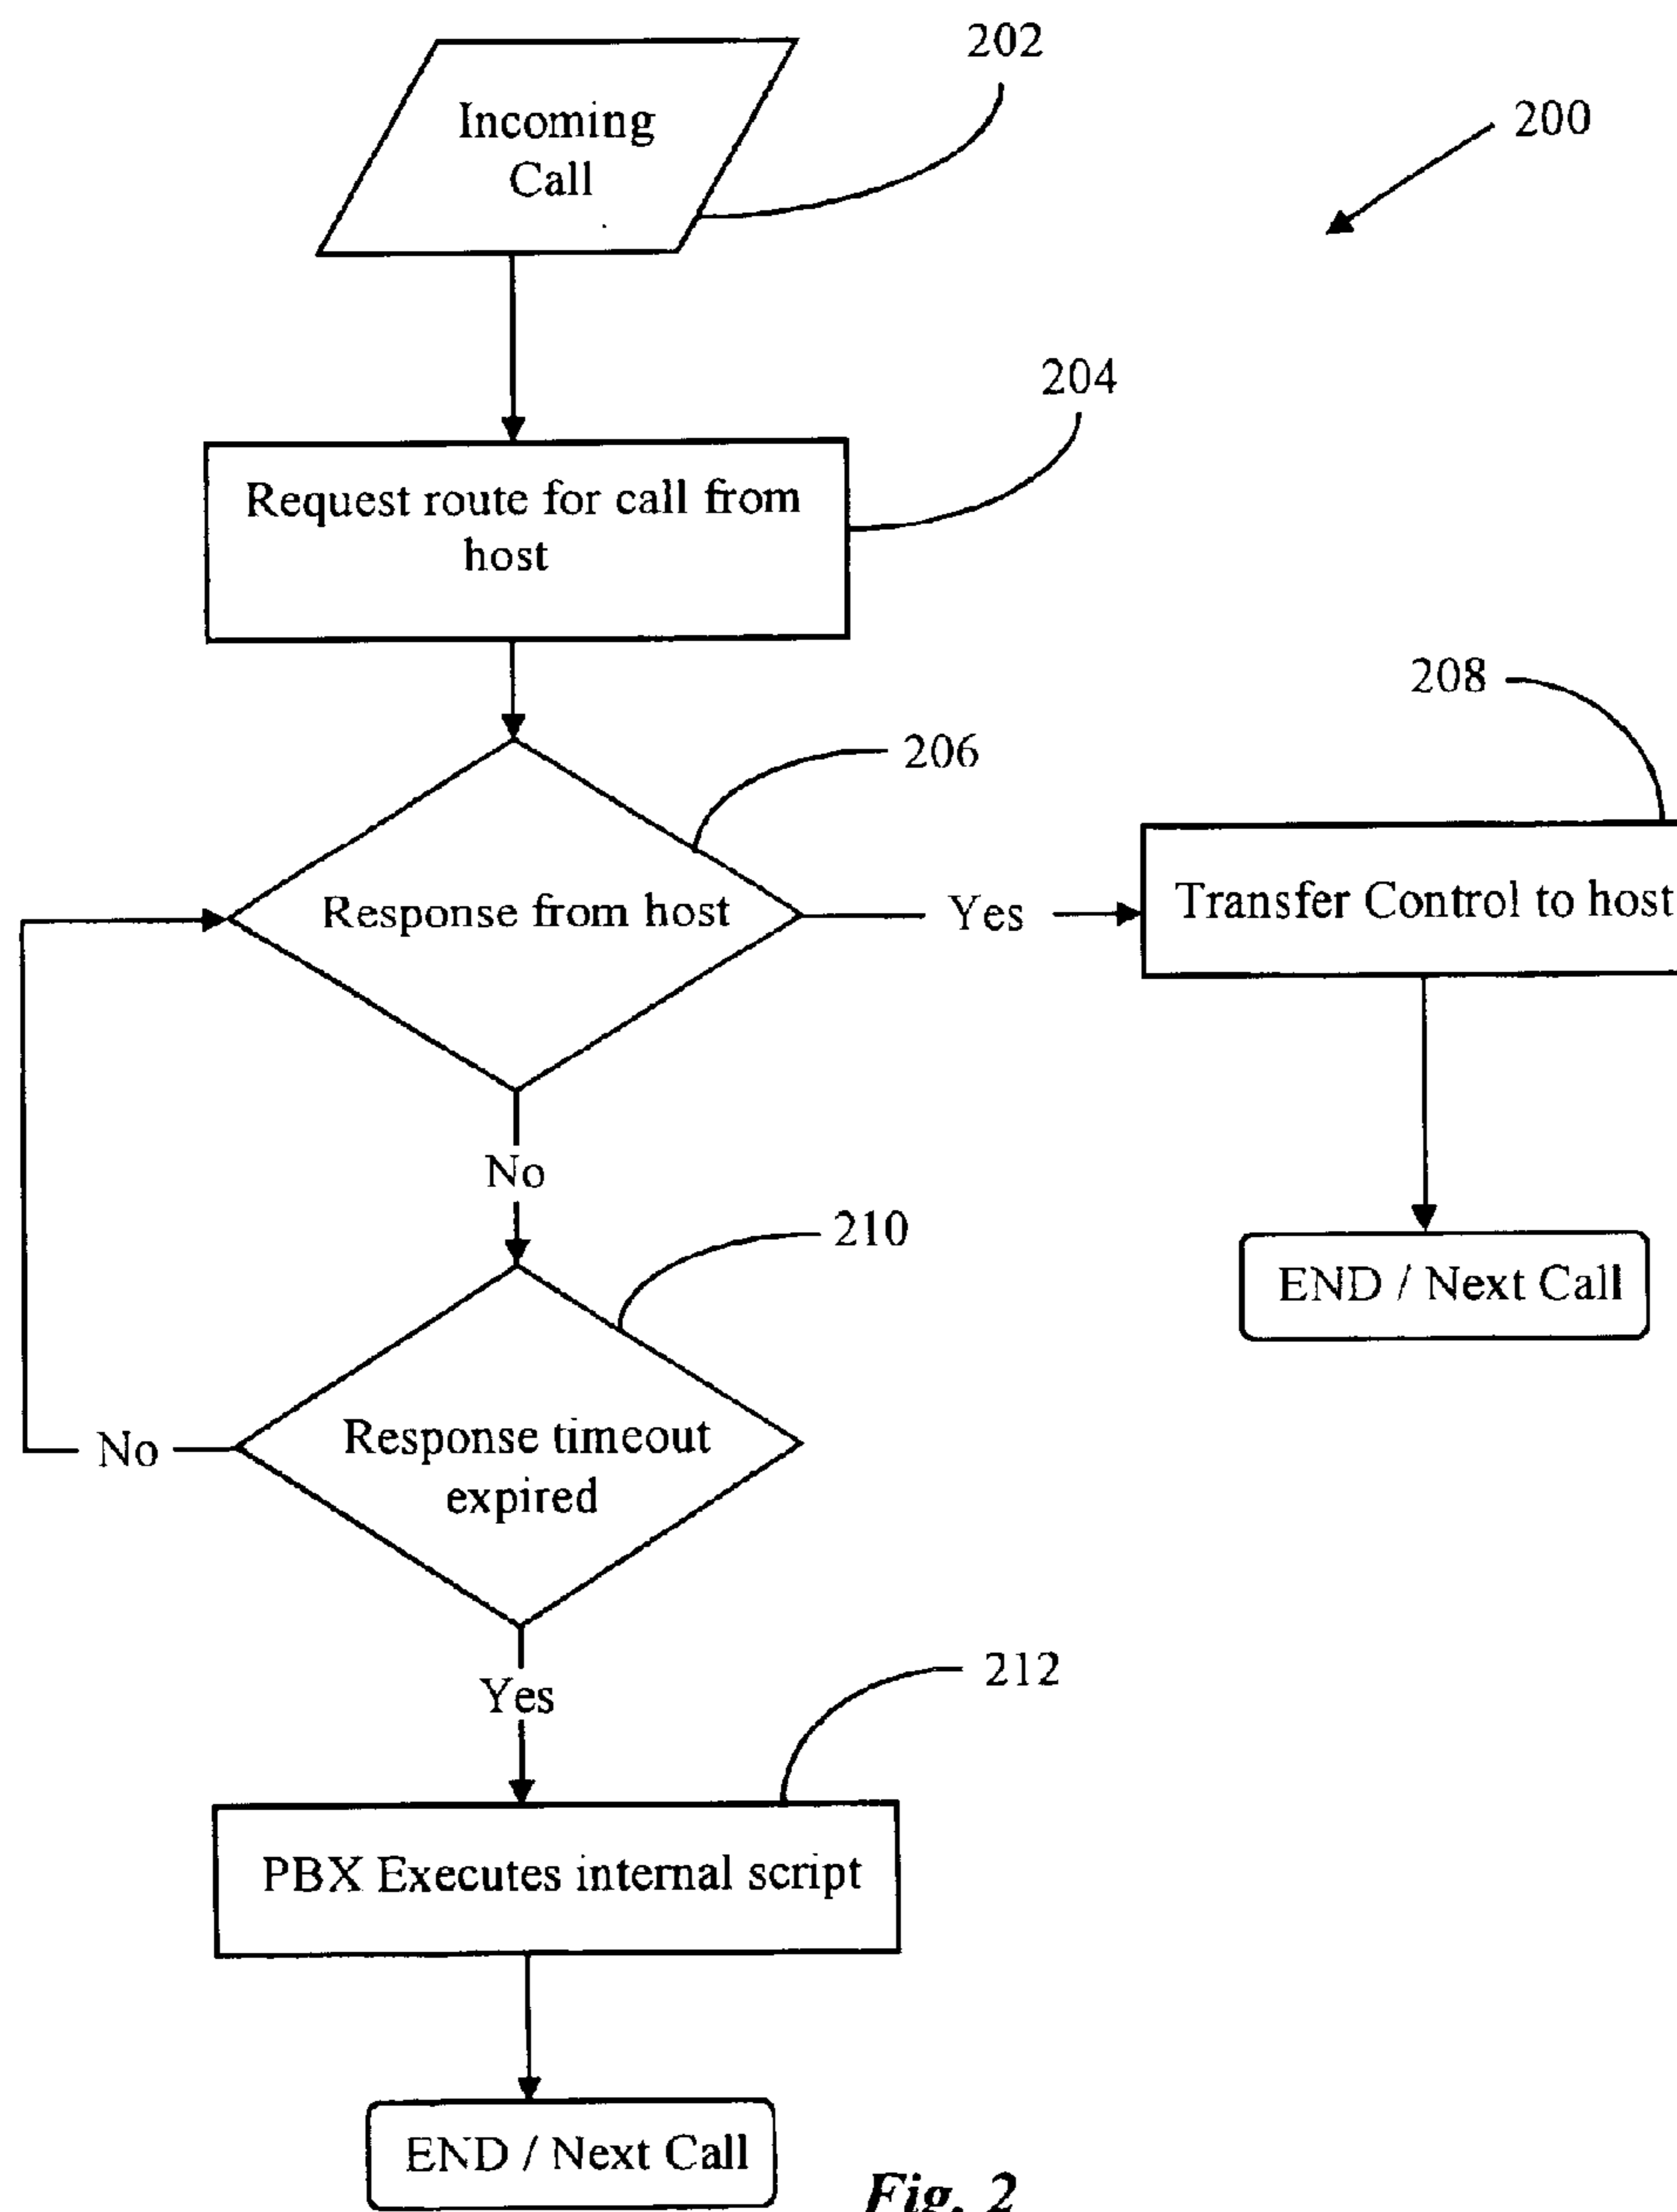 202
200
Incoming
Call
204
Request route for call from
host
208
206
Response from host
Yes
Transfer Control to host
No
210
END / Next Call
No
Response timeout
expired
Yes
212
PBX Executes internal script
END / Next Call
Fig. 2